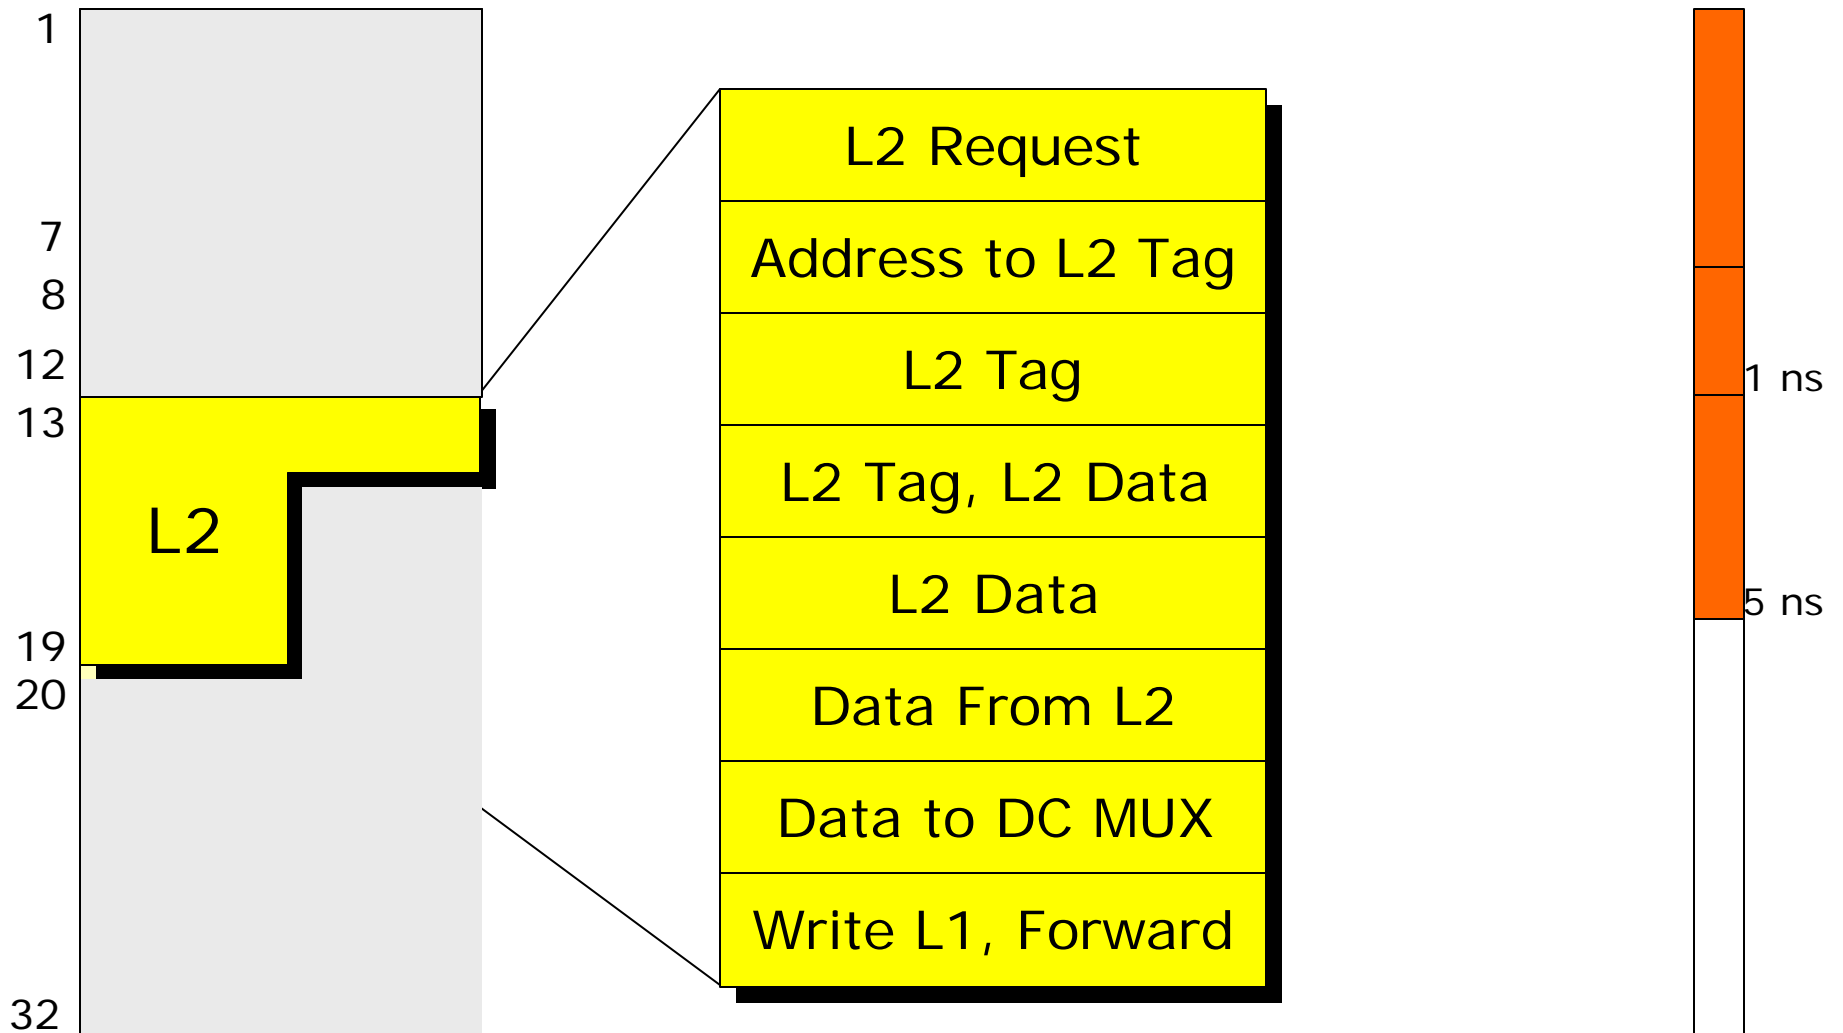 1
7
8
12
13
19
20
32
L2
L2 Request
Address to L2 Tag
L2 Tag
L2 Tag, L2 Data
L2 Data
Data From L2
Data to DC MUX
Write L1, Forward
1 ns
5 ns